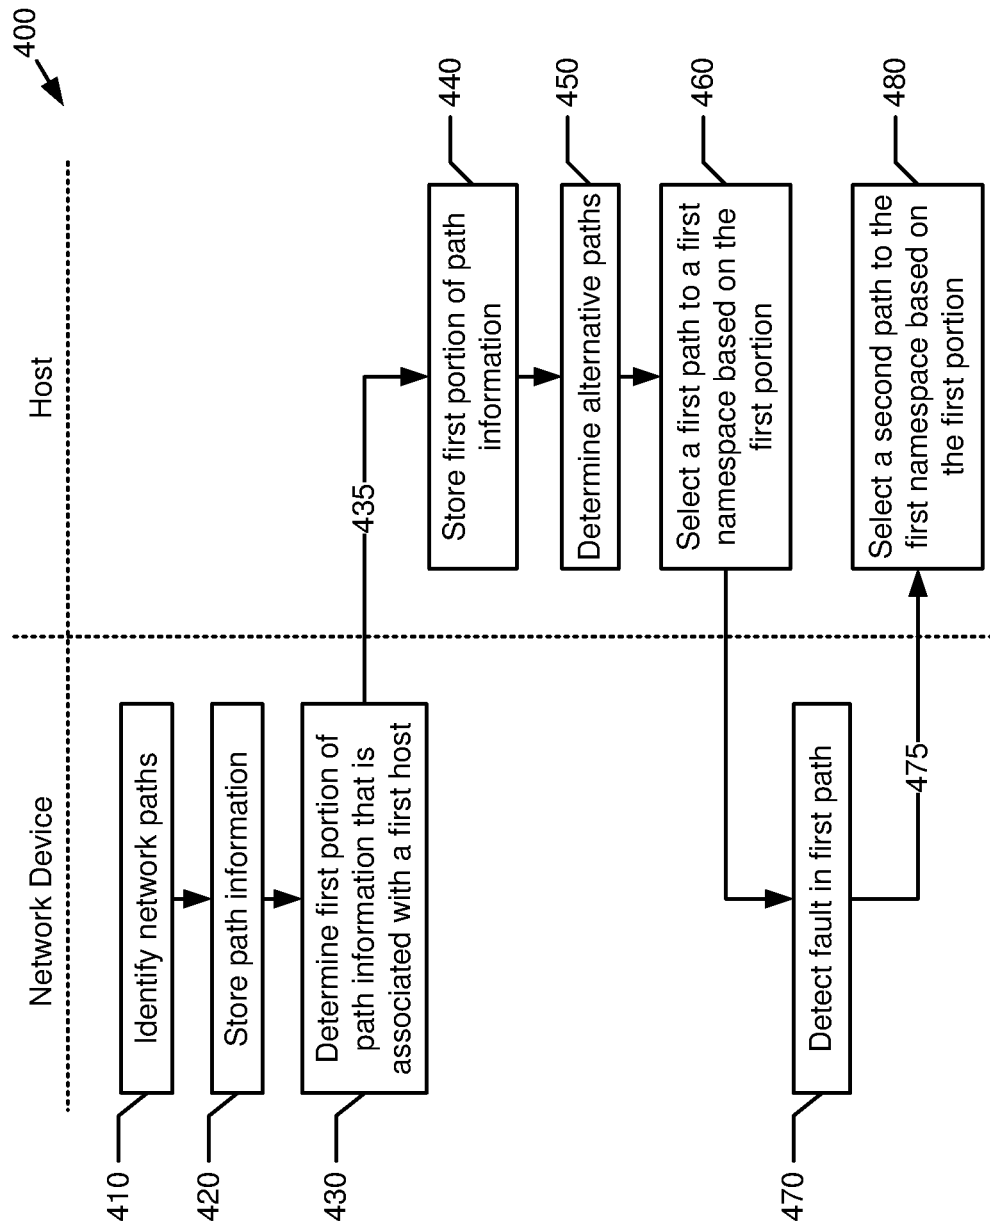 400
Network Device
Host
410
Identify network paths
420
Store path information
430
Determine first portion of
path information that is
associated with a first host
435
Store first portion of path
information
440
Determine alternative paths
450
Select a first path to a first
namespace based on the
first portion
460
470
Detect fault in first path
475
Select a second path to the
first namespace based on
the first portion
480